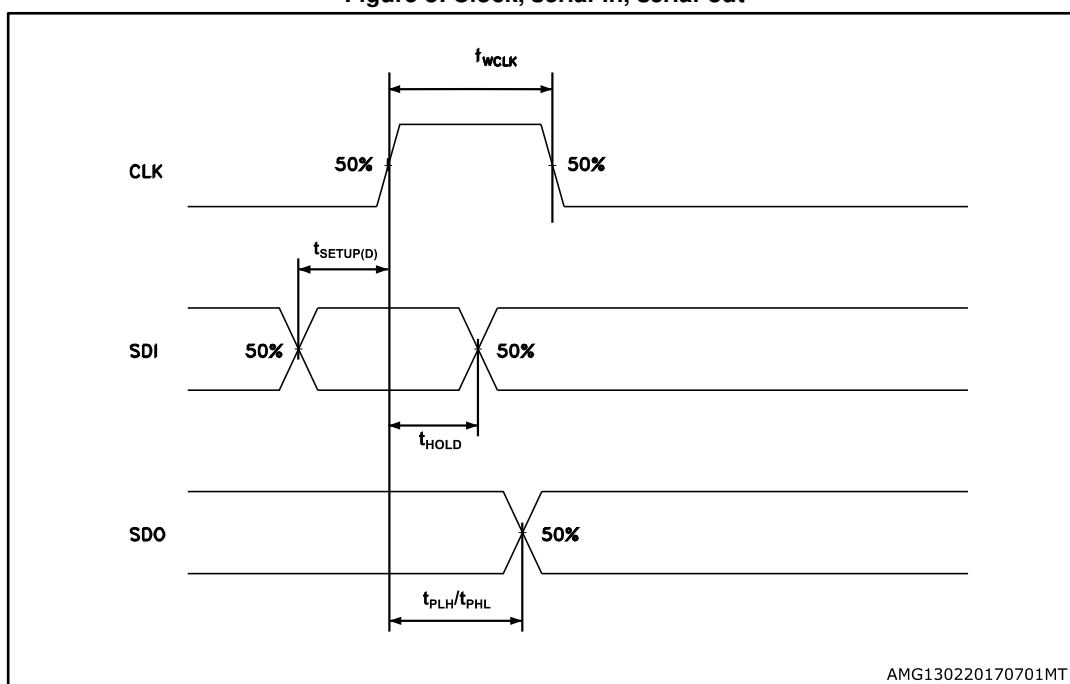 Figure 5. Clock, serial-in, serial-out
tWCLK
50%
50%
CLK
tSETUP(D)
50%
50%
SDI
tHOLD
SDO
50%
tPLH/tPHL
AMG130220170701MT